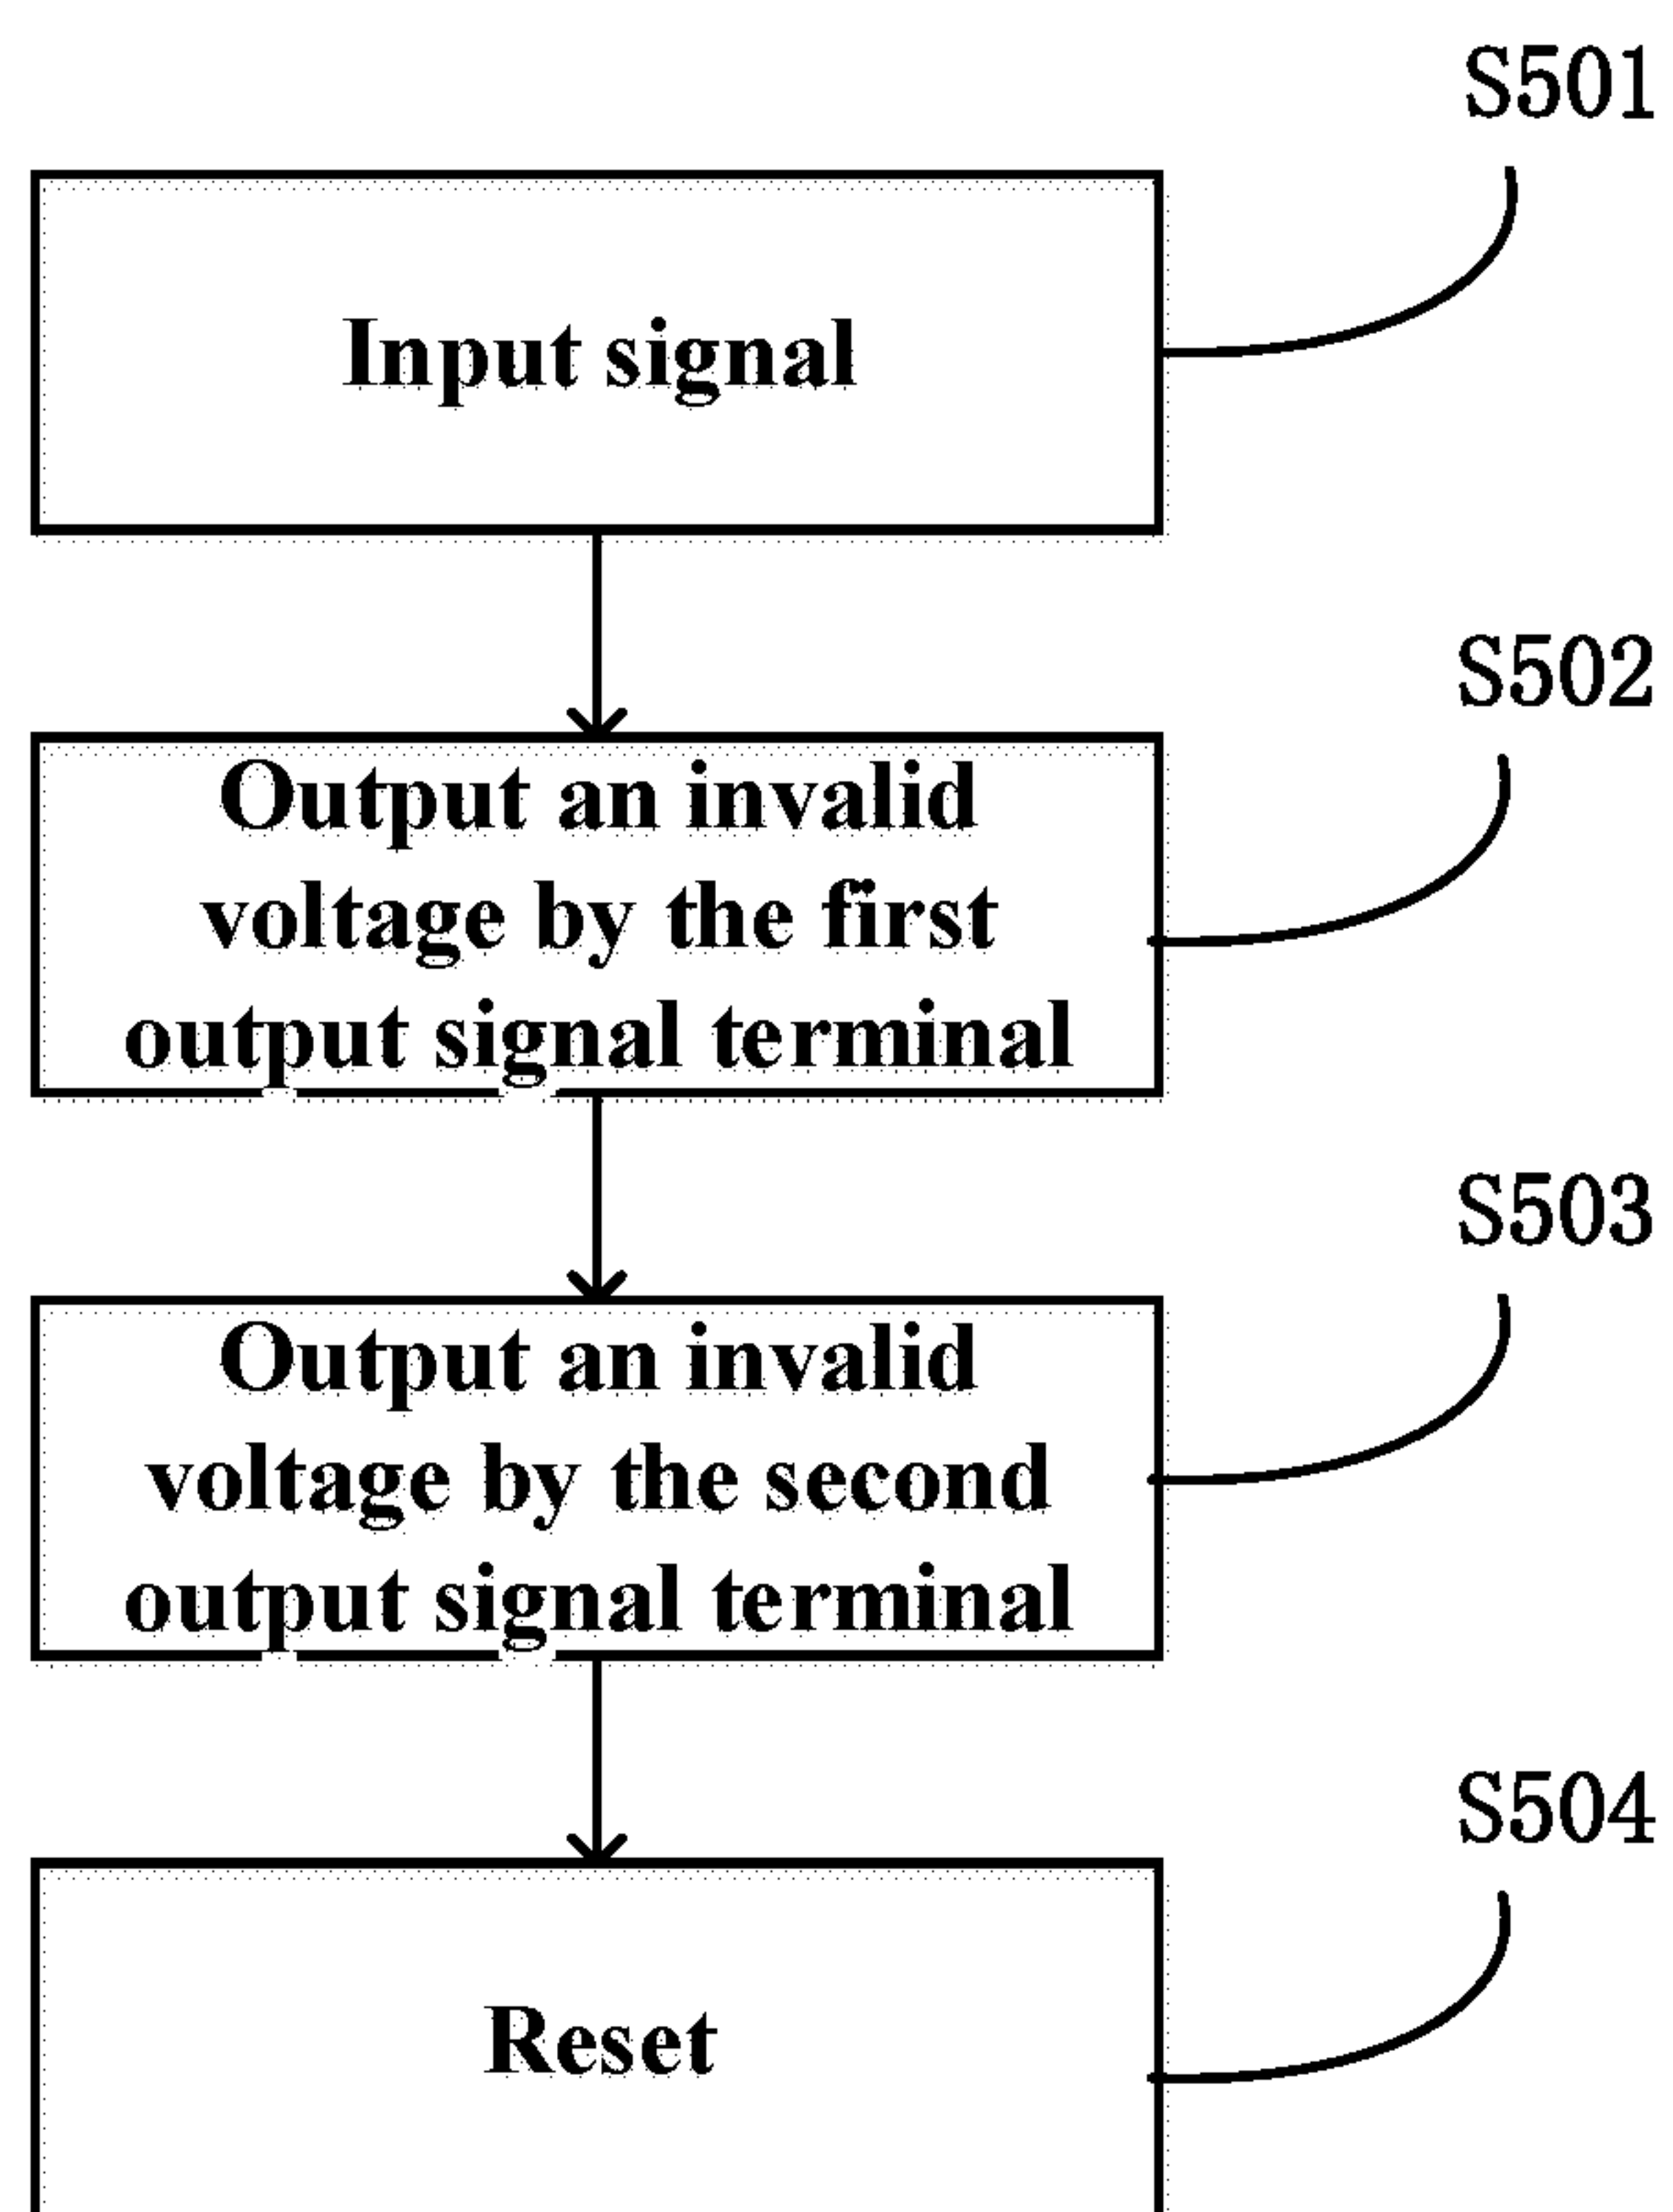 S501
Input signal
S502
Output an invalid
voltage by the first
output signal terminal
S503
Output an invalid
voltage by the second
output signal terminal
S504
Reset